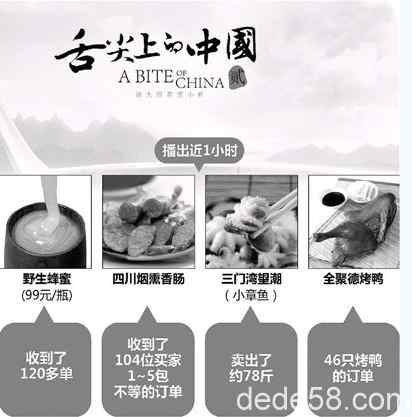 舌尖上的中國
A BITE OF CHINA 贰
播出近1小时
野生蜂蜜
(99元/瓶)
四川烟熏香肠
三门湾望潮
(小章鱼)
全聚德烤鸭
收到了
120多单
收到了
104位买家
1~5包
不等的订单
卖出了
约78斤
46只烤鸭
的订单
dede58.com